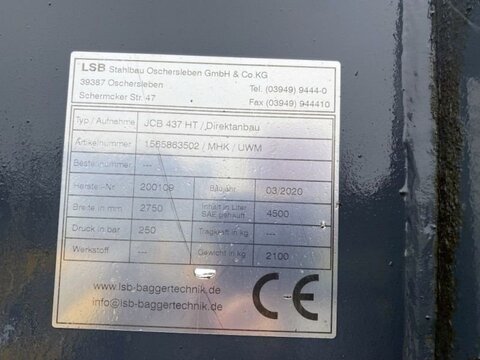 LSB Stahlbau Oschersleben GmbH & Co.KG
39387 Oschersleben Tel. (03949) 9444-0
Schermcker Str. 47 Fax (03949) 944410
Typ / Aufnahme JCB 437 HT / Direktanbau
Artikelnummer 1585863502 / MHK / UWM
Bestellnummer ---
Herstell-Nr. 200109 Baujahr 03/2020
Breite in mm 2750 Inhalt in Liter SAE gehäuft 4500
Druck in bar 250 Tragkraft in kg ---
Werkstoff --- Gewicht in kg 2100
www.lsb-baggertechnik.de
info@lsb-baggertechnik.de
CE